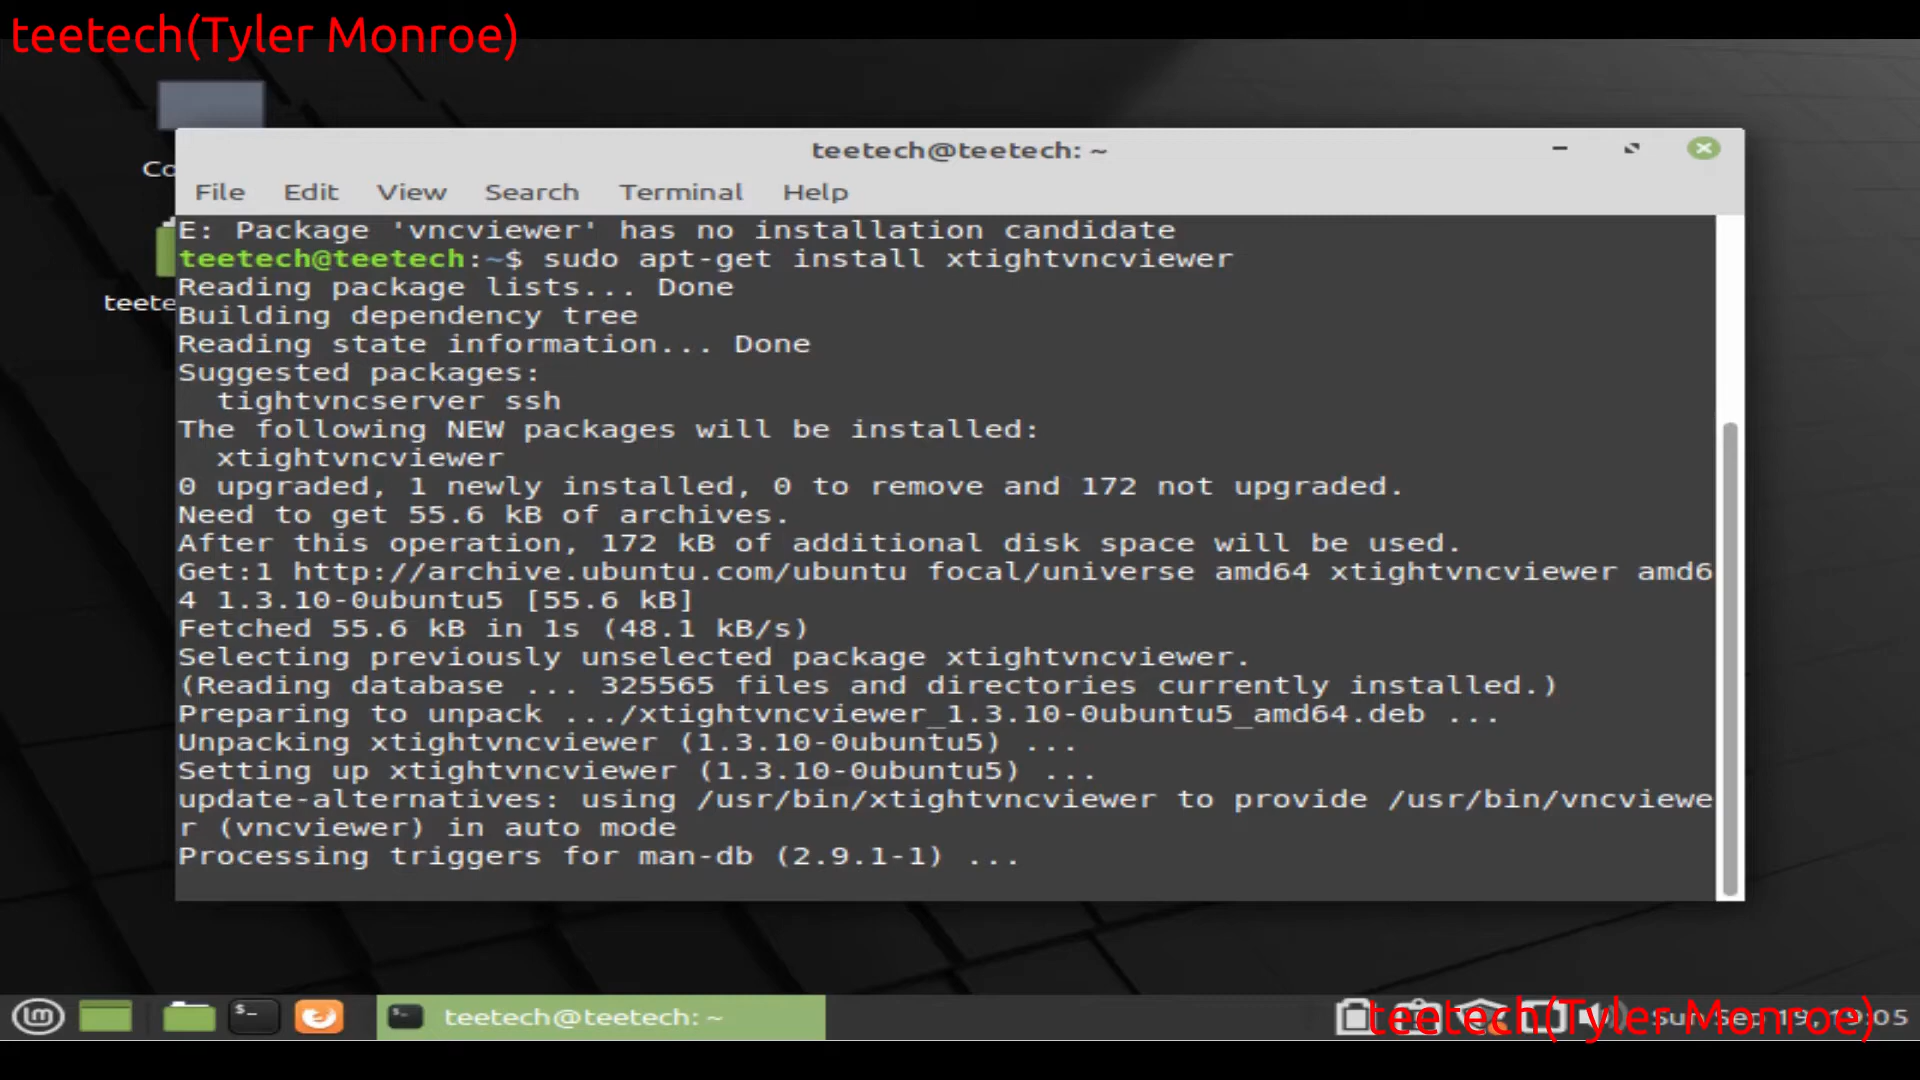 teetech(Tyler Monroe)
teetech@teetech: ~
File Edit View Search Terminal Help
E: Package 'vncviewer' has no installation candidate
teetech@teetech:~$ sudo apt-get install xtightvncviewer
Reading package lists... Done
Building dependency tree
Reading state information... Done
Suggested packages:
tightvncserver ssh
The following NEW packages will be installed:
xtightvncviewer
0 upgraded, 1 newly installed, 0 to remove and 172 not upgraded.
Need to get 55.6 kB of archives.
After this operation, 172 kB of additional disk space will be used.
Get:1 http://archive.ubuntu.com/ubuntu focal/universe amd64 xtightvncviewer amd6
4 1.3.10-0ubuntu5 [55.6 kB]
Fetched 55.6 kB in 1s (48.1 kB/s)
Selecting previously unselected package xtightvncviewer.
(Reading database ... 325565 files and directories currently installed.)
Preparing to unpack .../xtightvncviewer_1.3.10-0ubuntu5_amd64.deb ...
Unpacking xtightvncviewer (1.3.10-0ubuntu5) ...
Setting up xtightvncviewer (1.3.10-0ubuntu5) ...
update-alternatives: using /usr/bin/xtightvncviewer to provide /usr/bin/vncviewe
r (vncviewer) in auto mode
Processing triggers for man-db (2.9.1-1) ...
Co
teete
teetech@teetech: ~
teetech(Tyler Monroe)
Sun Sep 19, 19:05